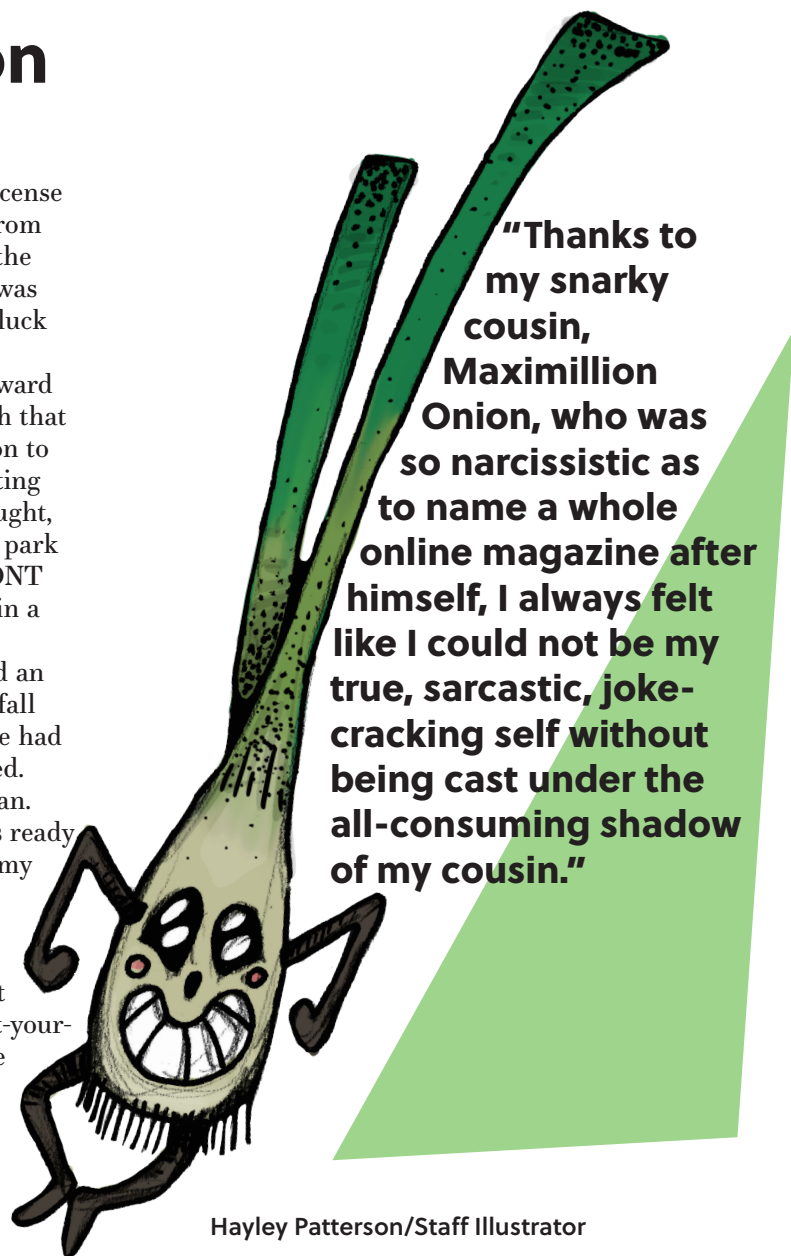 on
cense
rom
the
was
luck
ward
h that
on to
ting
ught,
park
ONT
in a
d an
fall
e had
ed.
an.
s ready
my
t
t-your-
e
“Thanks to
my snarky
cousin,
Maximillion
Onion, who was
so narcissistic as
to name a whole
online magazine after
himself, I always felt
like I could not be my
true, sarcastic, joke-
cracking self without
being cast under the
all-consuming shadow
of my cousin.”
Hayley Patterson/Staff Illustrator